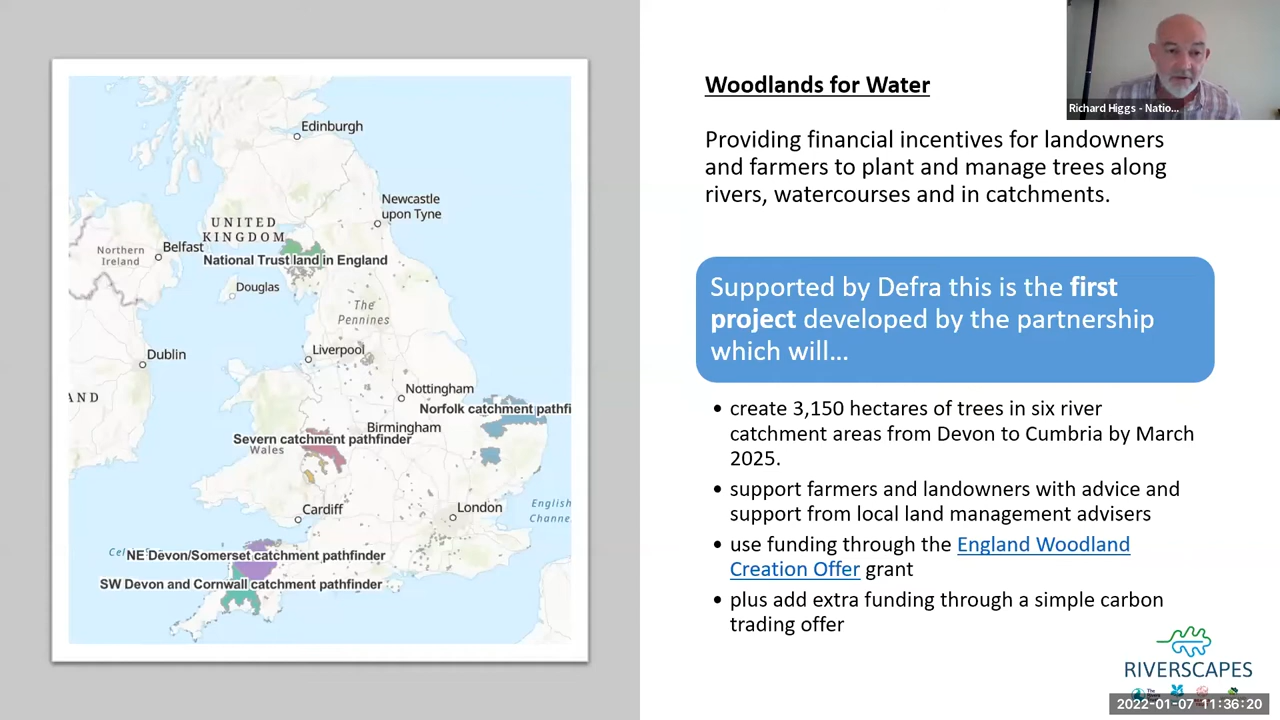 Edinburgh
Newcastle
upon Tyne
UNITED
KINGDOM
Northern
Ireland
Belfast
National Trust land in England
Douglas
The
Pennines
Dublin
Liverpool
AND
Nottingham
Norfolk catchment pathfi
Birmingham
Severn catchment pathfinder
Wales
London
English
Channe
Cardiff
Cel
NE Devon/Somerset catchment pathfinder
SW Devon and Cornwall catchment pathfinder
Woodlands for Water
Richard Higgs - Natio...
Providing financial incentives for landowners
and farmers to plant and manage trees along
rivers, watercourses and in catchments.
Supported by Defra this is the first
project developed by the partnership
which will...
• create 3,150 hectares of trees in six river
catchment areas from Devon to Cumbria by March
2025.
• support farmers and landowners with advice and
support from local land management advisers
• use funding through the England Woodland
Creation Offer grant
• plus add extra funding through a simple carbon
trading offer
RIVERSCAPES
2022-01-07 11:36:20